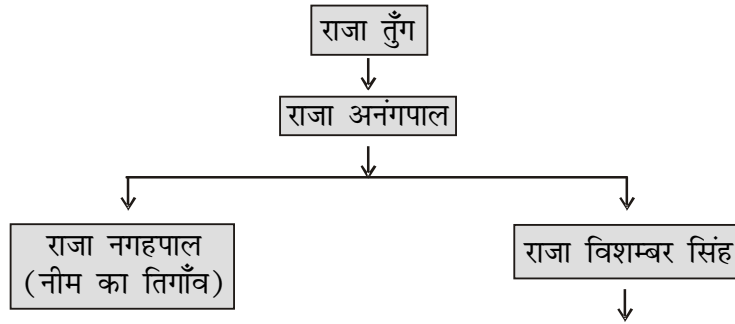 राजा तुँग
राजा अनंगपाल
राजा नगहपाल
(नीम का तिगाँव)
राजा विशम्बर सिंह